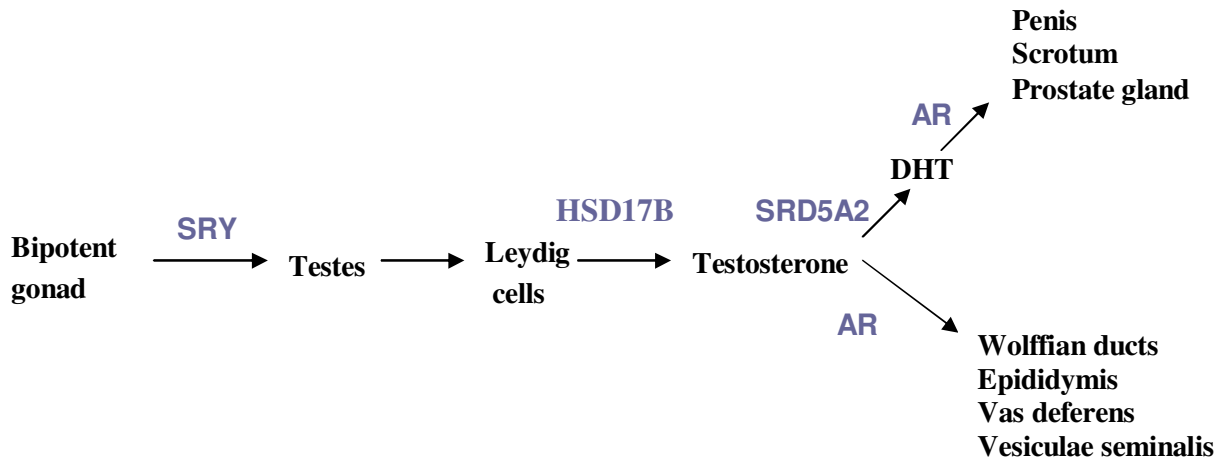 Penis
Scrotum
Prostate gland
AR
DHT
HSD17B
SRD5A2
SRY
Bipotent
gonad
Testes
Leydig
cells
Testosterone
AR
Wolffian ducts
Epididymis
Vas deferens
Vesiculae seminalis